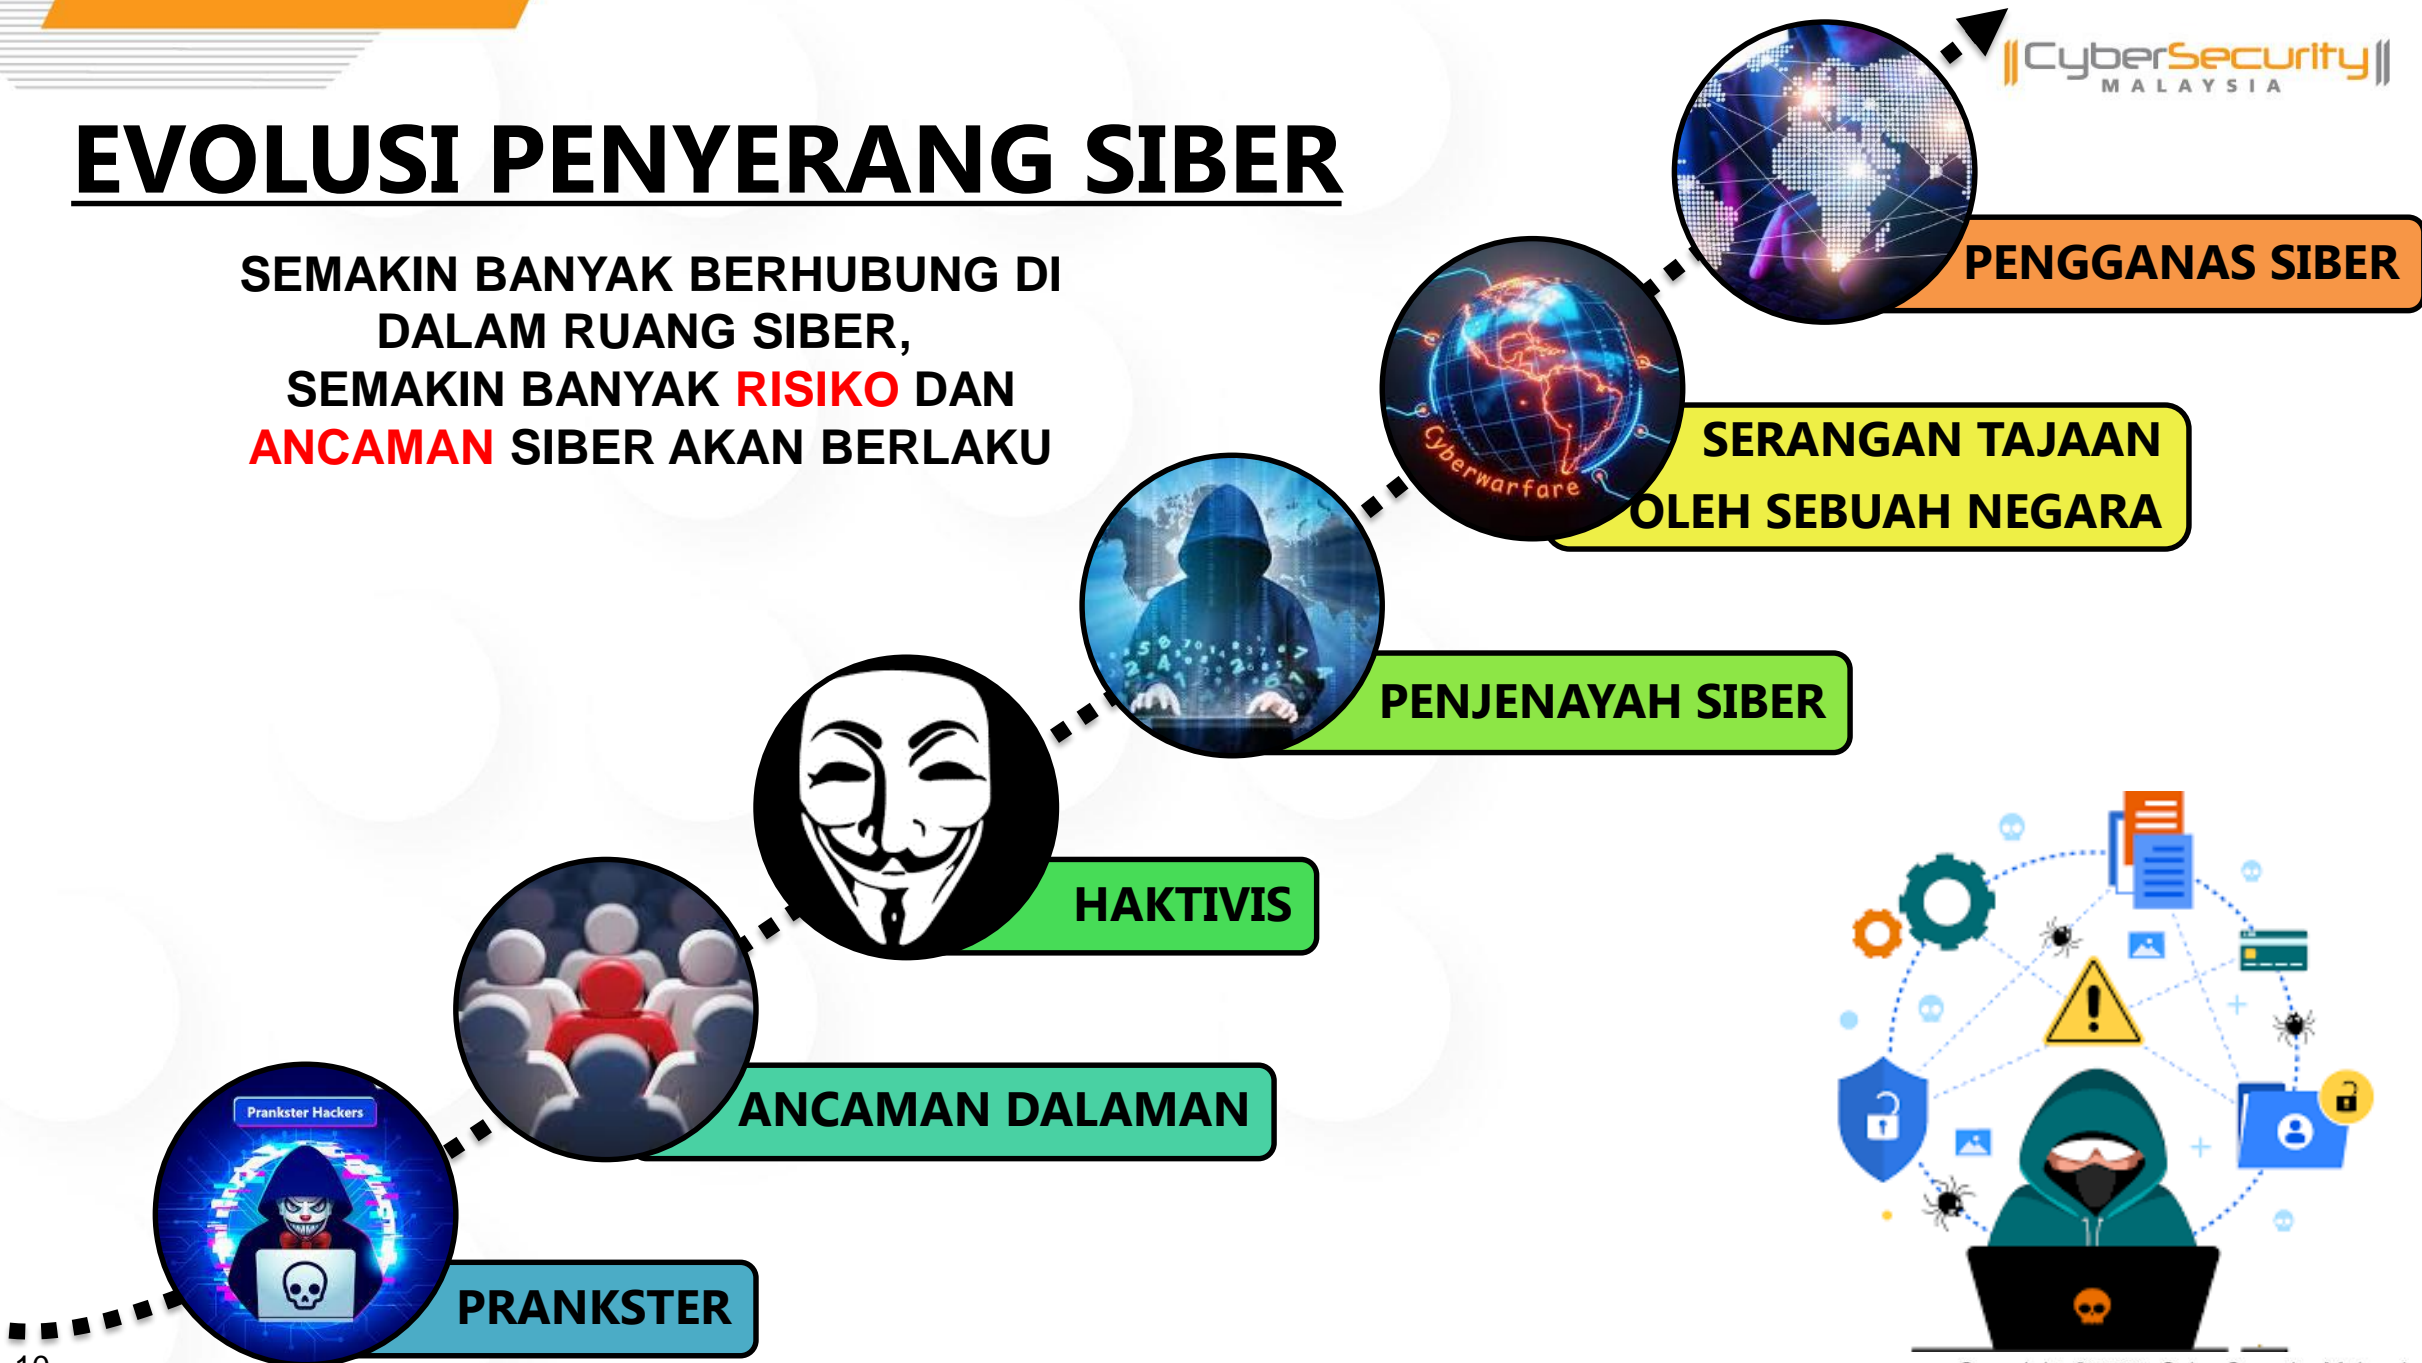 CyberSecurity
MALAYSIA
EVOLUSI PENYERANG SIBER
SEMAKIN BANYAK BERHUBUNG DI
DALAM RUANG SIBER,
SEMAKIN BANYAK RISIKO DAN
ANCAMAN SIBER AKAN BERLAKU
PENGGANAS SIBER
Cyberwarfare
SERANGAN TAJAAN
OLEH SEBUAH NEGARA
PENJENAYAH SIBER
HAKTIVIS
ANCAMAN DALAMAN
Prankster Hackers
PRANKSTER